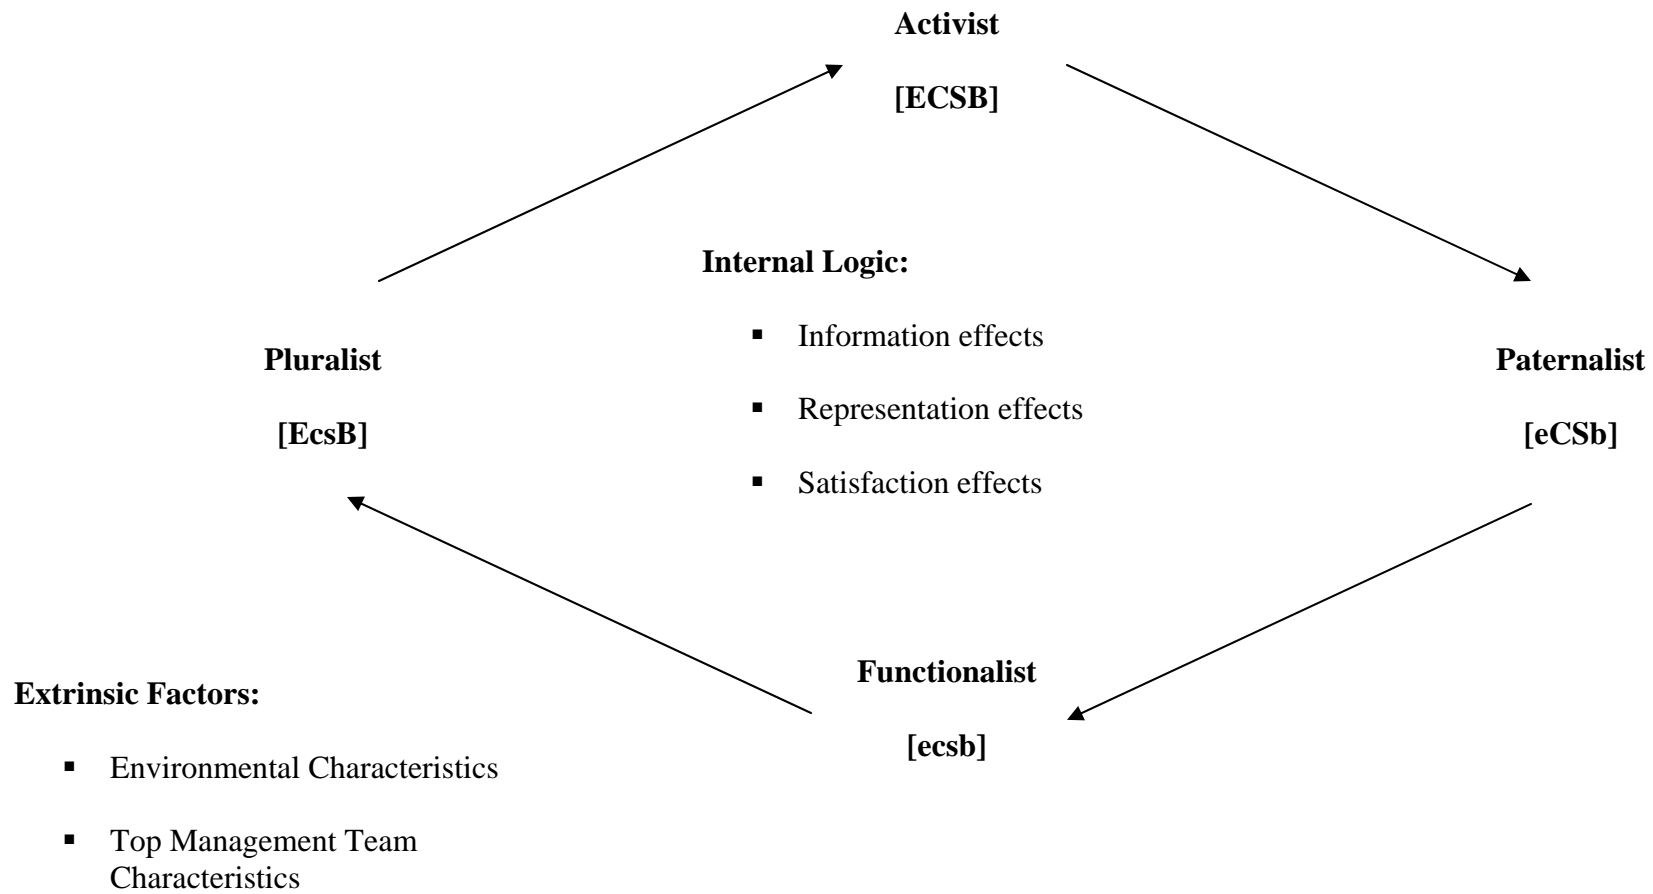 Activist
[ECSB]
Internal Logic:
▪ Information effects
▪ Representation effects
▪ Satisfaction effects
Pluralist
[EcsB]
Paternalist
[eCSb]
Functionalist
[ecsb]
Extrinsic Factors:
▪ Environmental Characteristics
▪ Top Management Team
Characteristics